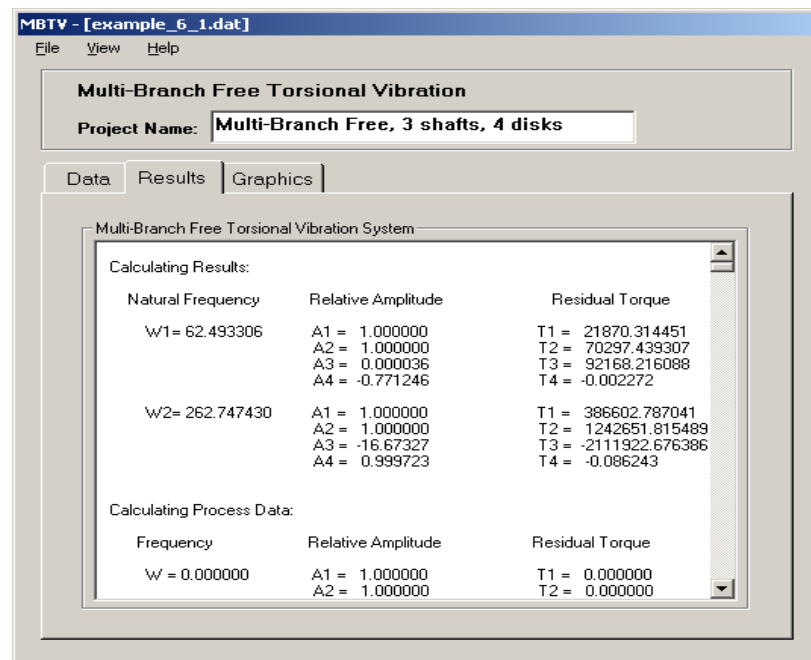 MBTV - [example_6_1.dat]
File View Help
Multi-Branch Free Torsional Vibration
Project Name: Multi-Branch Free, 3 shafts, 4 disks
Data Results Graphics
Multi-Branch Free Torsional Vibration System
Calculating Results:
Natural Frequency Relative Amplitude Residual Torque
W1= 62.493306 A1 = 1.000000 T1 = 21870.314451
A2 = 1.000000 T2 = 70297.439307
A3 = 0.000036 T3 = 92168.216088
A4 = -0.771246 T4 = -0.002272
W2= 262.747430 A1 = 1.000000 T1 = 386602.787041
A2 = 1.000000 T2 = 1242651.815489
A3 = -16.67327 T3 = -2111922.676386
A4 = 0.999723 T4 = -0.086243
Calculating Process Data:
Frequency Relative Amplitude Residual Torque
W = 0.000000 A1 = 1.000000 T1 = 0.000000
A2 = 1.000000 T2 = 0.000000